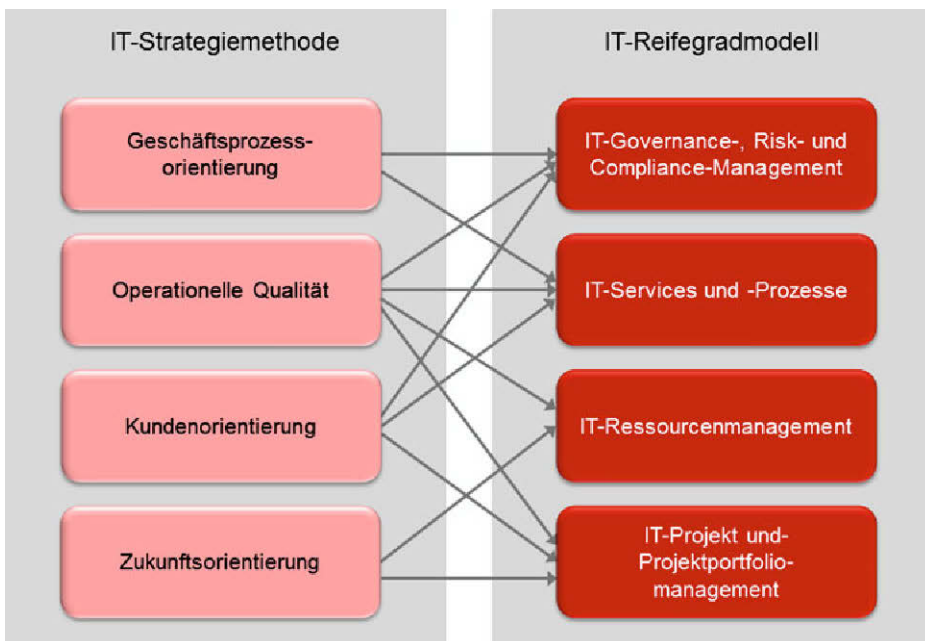 IT-Strategiemethode
Geschäftsprozess-
orientierung
Operationelle Qualität
Kundenorientierung
Zukunftsorientierung
IT-Reifegradmodell
IT-Governance-, Risk- und
Compliance-Management
IT-Services und -Prozesse
IT-Ressourcenmanagement
IT-Projekt und-
Projektportfolio-
management